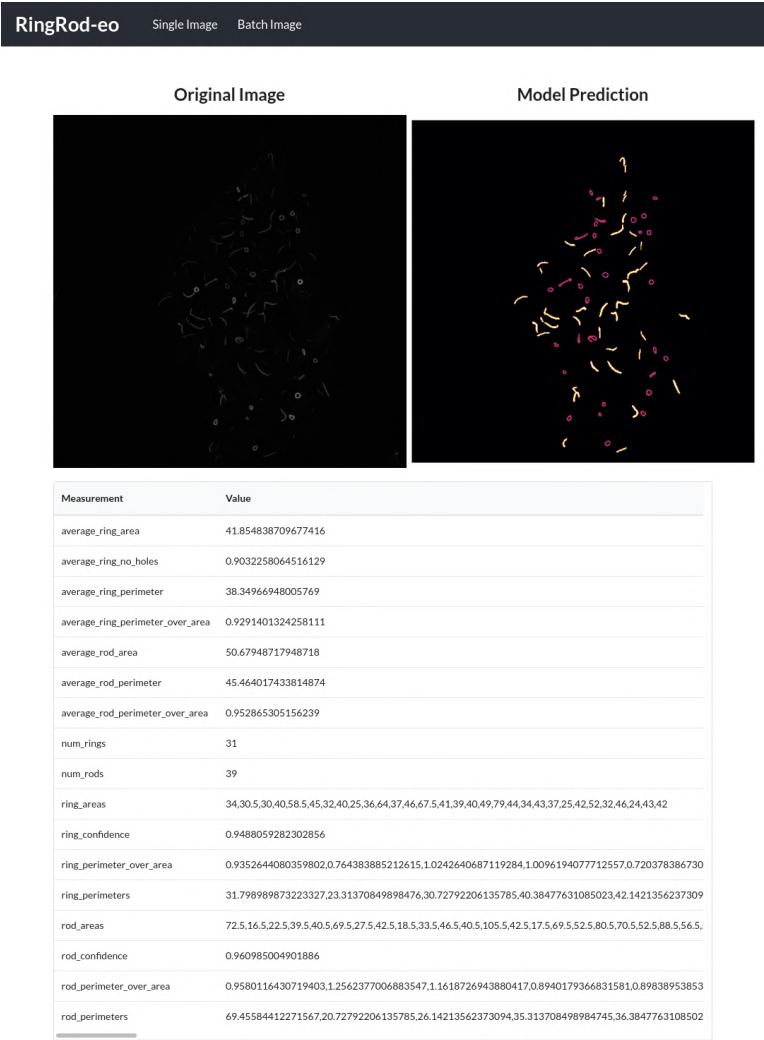 RingRod-eo Single Image Batch Image
Original Image Model Prediction
Measurement Value
average_ring_area 41.854838709677416
average_ring_no_holes 0.9032258064516129
average_ring_perimeter 38.34966948005769
average_ring_perimeter_over_area 0.9291401324258111
average_rod_area 50.67948717948718
average_rod_perimeter 45.464017433814874
average_rod_perimeter_over_area 0.952865305156239
num_rings 31
num_rods 39
ring_areas 34,30.5,30,40,58.5,45,32,40,25,36,64,37,46,67.5,41,39,40,49,79,44,34,43,37,25,42,52,32,46,24,43,42
ring_confidence 0.9488059282302856
ring_perimeter_over_area 0.9352644080359802,0.764383885212615,1.0242640687119284,1.0096194077712557,0.720378386730
ring_perimeters 31.798989873223327,23.31370849898476,30.72792206135785,40.38477631085023,42.1421356237309
rod_areas 72.5,16.5,22.5,39.5,40.5,69.5,27.5,42.5,18.5,33.5,46.5,40.5,105.5,42.5,17.5,69.5,52.5,80.5,70.5,52.5,88.5,56.5,
rod_confidence 0.960985004901886
rod_perimeter_over_area 0.9580116430719403,1.2562377006883547,1.1618726943880417,0.8940179366831581,0.89838953853
rod_perimeters 69.45584412271567,20.72792206135785,26.14213562373094,35.313708498984745,36.3847763108502